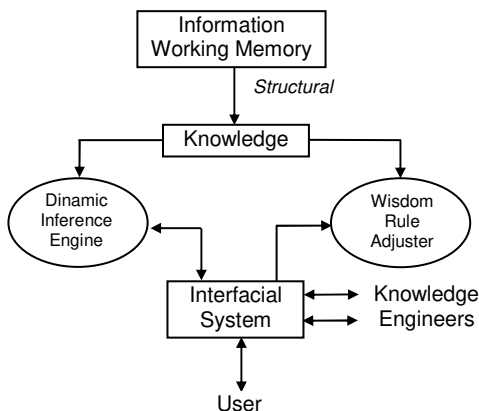 Information
Working Memory
Structural
Knowledge
Dinamic
Inference
Engine
Wisdom
Rule
Adjuster
Interfacial
System
Knowledge
Engineers
User